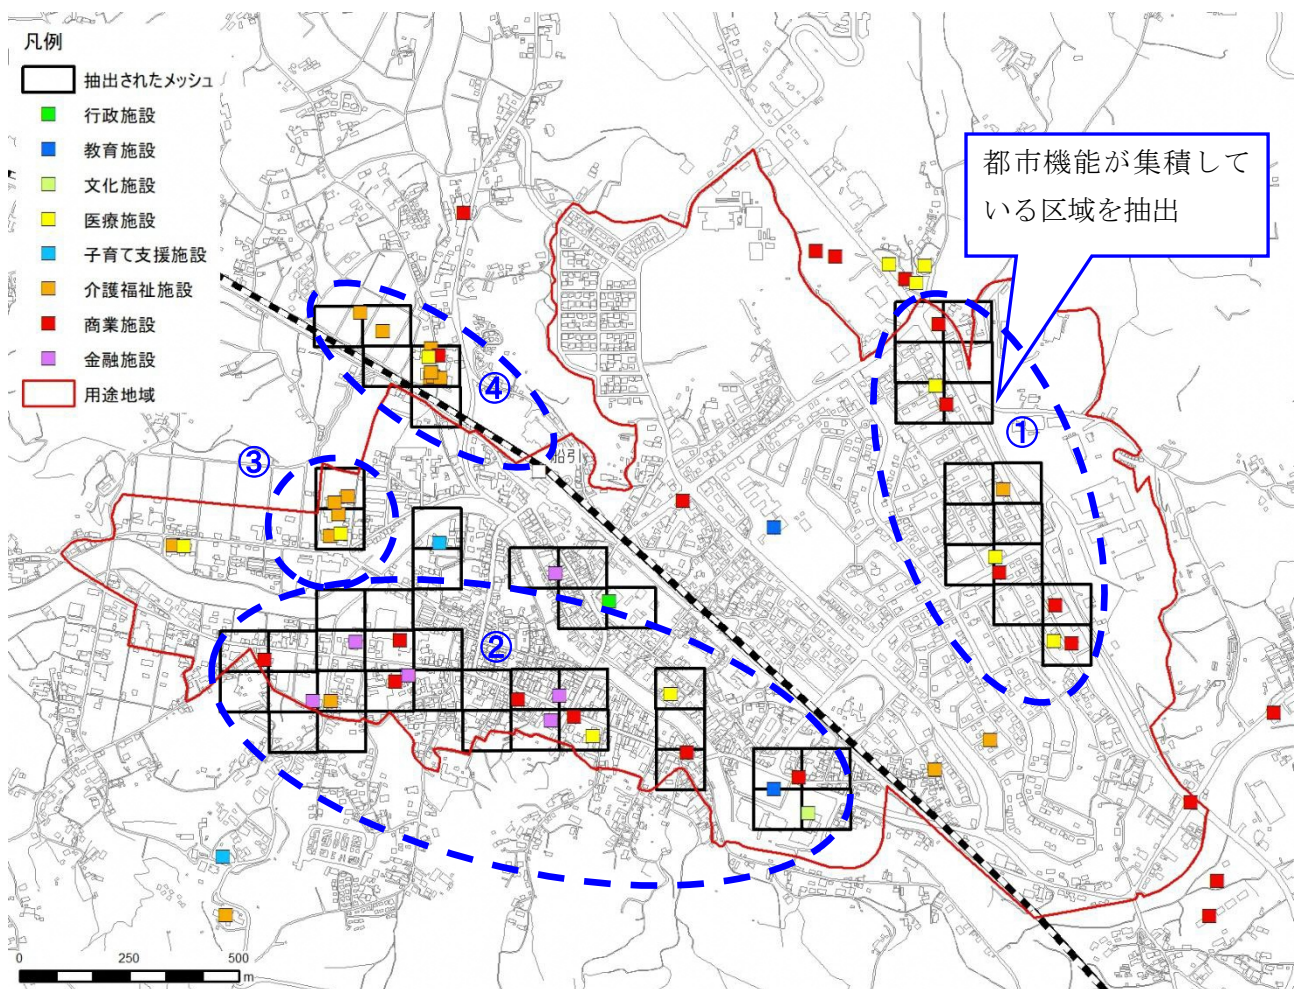 凡例
抽出されたメッシュ
行政施設
教育施設
文化施設
医療施設
子育て支援施設
介護福祉施設
商業施設
金融施設
用途地域
都市機能が集積して
いる区域を抽出
①
④
③
②
船引
0 250 500
m